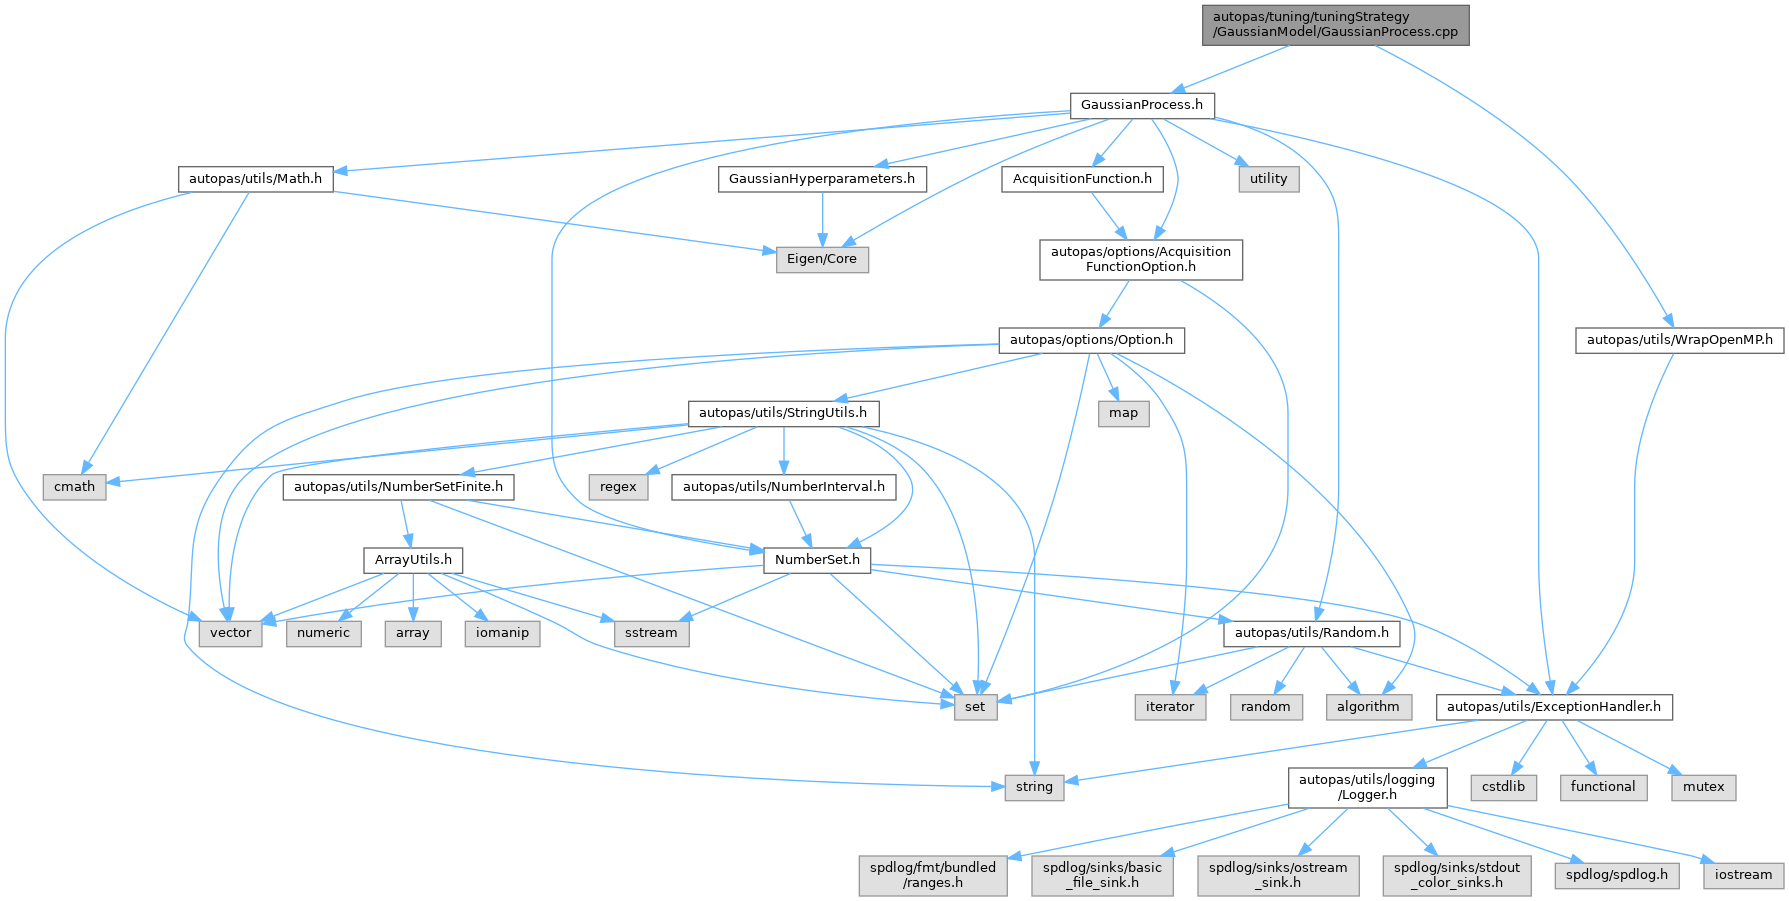 autopas/tuning/tuningStrategy
/GaussianModel/GaussianProcess.cpp
GaussianProcess.h
autopas/utils/Math.h
GaussianHyperparameters.h
AcquisitionFunction.h
utility
autopas/options/Acquisition
FunctionOption.h
Eigen/Core
autopas/options/Option.h
autopas/utils/WrapOpenMP.h
autopas/utils/StringUtils.h
map
cmath
autopas/utils/NumberSetFinite.h
regex
autopas/utils/NumberInterval.h
ArrayUtils.h
NumberSet.h
vector
numeric
array
iomanip
sstream
autopas/utils/Random.h
set
iterator
random
algorithm
autopas/utils/ExceptionHandler.h
string
autopas/utils/logging
/Logger.h
cstdlib
functional
mutex
spdlog/fmt/bundled
/ranges.h
spdlog/sinks/basic
_file_sink.h
spdlog/sinks/ostream
_sink.h
spdlog/sinks/stdout
_color_sinks.h
spdlog/spdlog.h
iostream